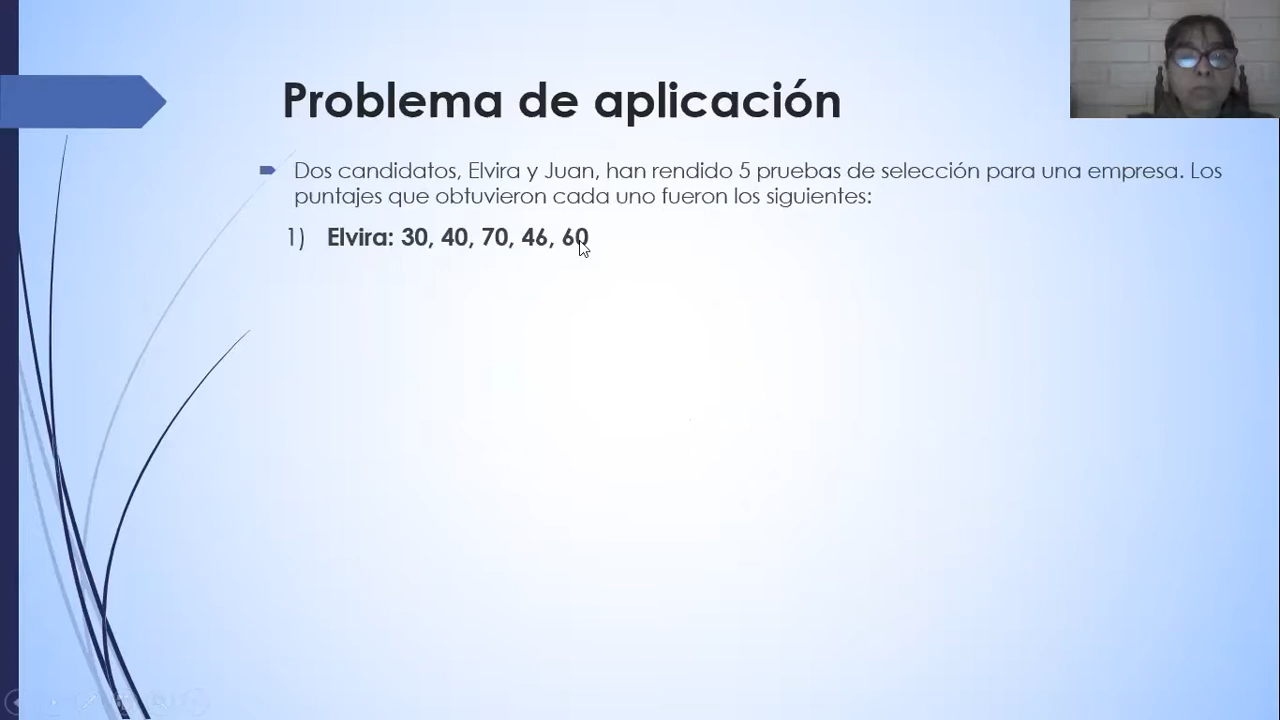 Problema de aplicación
Dos candidatos, Elvira y Juan, han rendido 5 pruebas de selección para una empresa. Los
puntajes que obtuvieron cada uno fueron los siguientes:
1) Elvira: 30, 40, 70, 46, 60